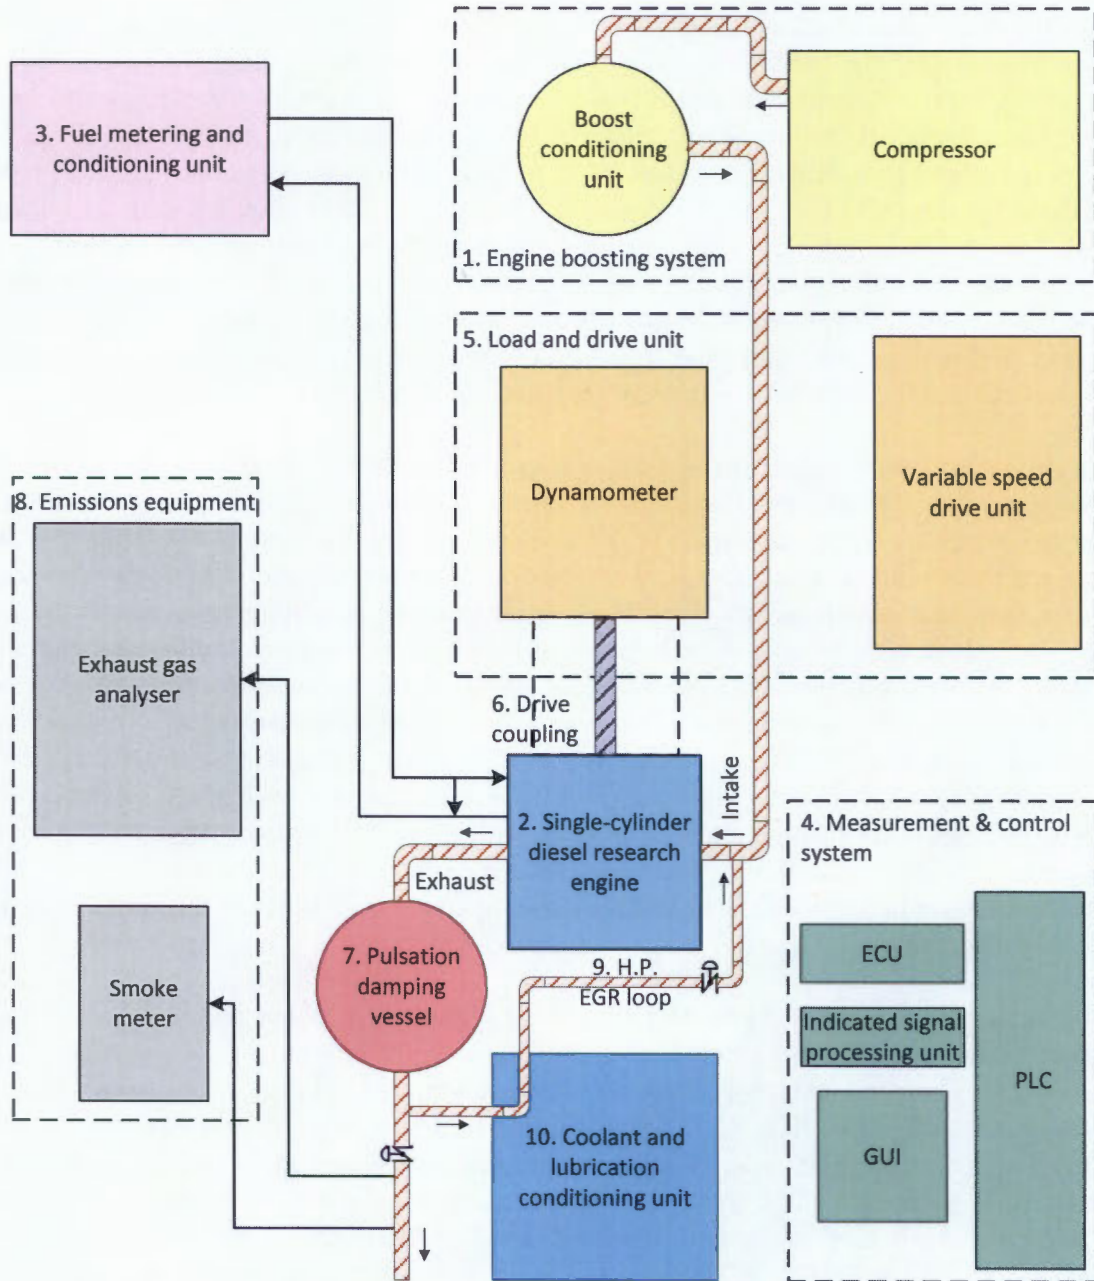 3. Fuel metering and
conditioning unit
Boost
conditioning
unit
Compressor
1. Engine boosting system
5. Load and drive unit
Dynamometer
Variable speed
drive unit
8. Emissions equipment
Exhaust gas
analyser
Smoke
meter
6. Drive
coupling
Intake
2. Single-cylinder
diesel research
engine
Exhaust
7. Pulsation
damping
vessel
9. H.P.
EGR loop
10. Coolant and
lubrication
conditioning unit
4. Measurement & control
system
ECU
Indicated signal
processing unit
GUI
PLC